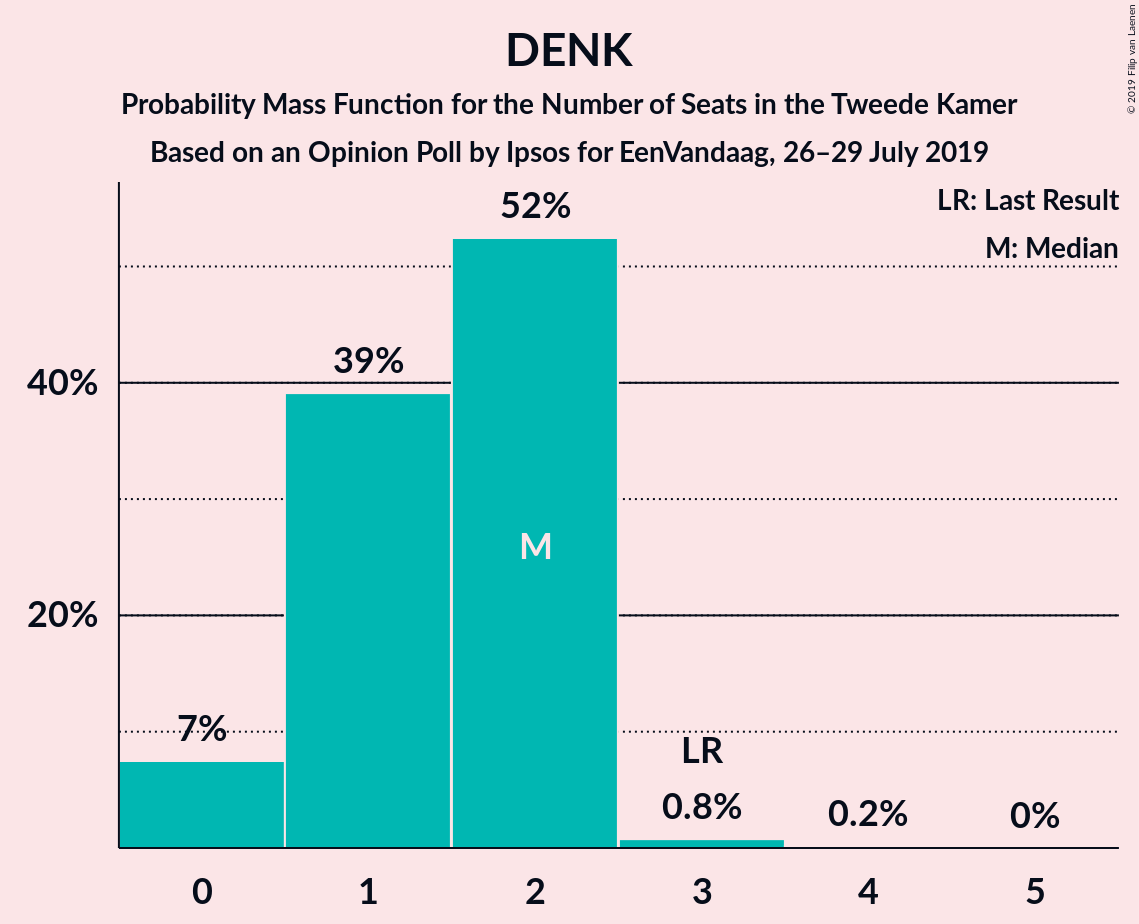 DENK
Probability Mass Function for the Number of Seats in the Tweede Kamer
Based on an Opinion Poll by Ipsos for EenVandaag, 26–29 July 2019
© 2019 Filip van Laenen
LR: Last Result
M: Median
52%
39%
40%
M
20%
7%
LR
0.8%
0.2%
0%
0 1 2 3 4 5